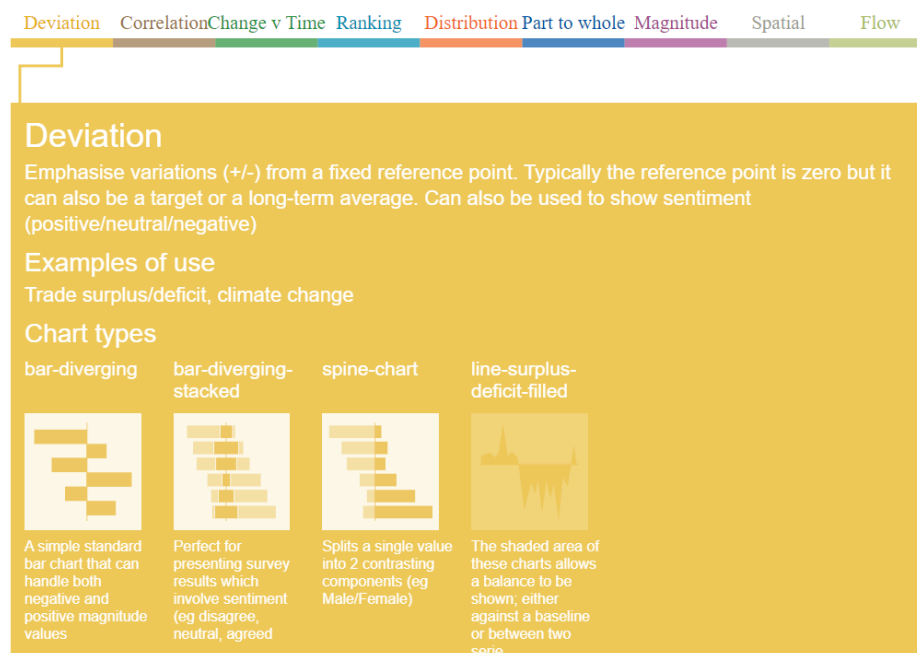 Deviation Correlation Change v Time Ranking Distribution Part to whole Magnitude Spatial Flow
Deviation
Emphasise variations (+/-) from a fixed reference point. Typically the reference point is zero but it
can also be a target or a long-term average. Can also be used to show sentiment
(positive/neutral/negative)
Examples of use
Trade surplus/deficit, climate change
Chart types
bar-diverging
A simple standard
bar chart that can
handle both
negative and
positive magnitude
values
bar-diverging-
stacked
Perfect for
presenting survey
results which
involve sentiment
(eg disagree,
neutral, agreed
spine-chart
Splits a single value
into 2 contrasting
components (eg
Male/Female)
line-surplus-
deficit-filled
The shaded area of
these charts allows
a balance to be
shown; either
against a baseline
or between two
serie